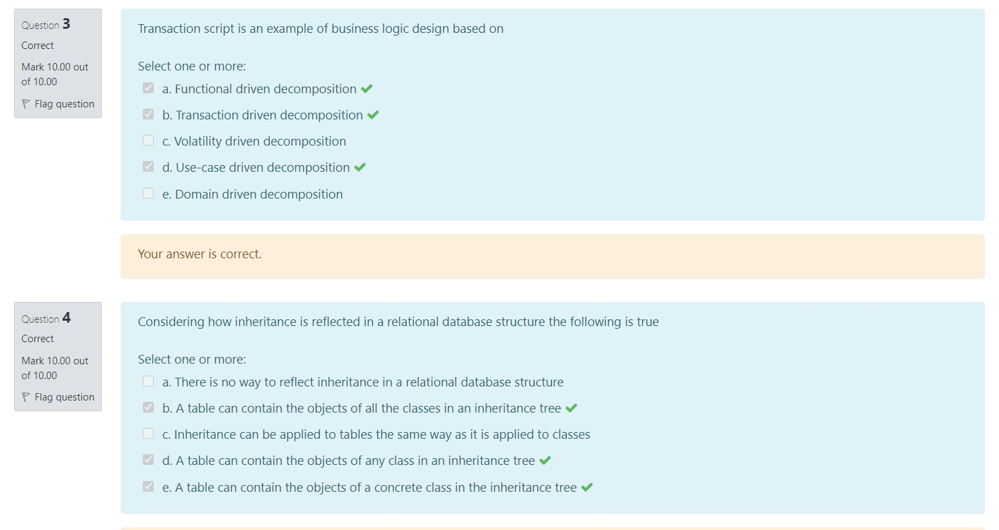 Question 3
Correct
Mark 10.00 out
of 10.00
Flag question
Transaction script is an example of business logic design based on
Select one or more:
a. Functional driven decomposition
b. Transaction driven decomposition
c. Volatility driven decomposition
d. Use-case driven decomposition
e. Domain driven decomposition
Your answer is correct.
Question 4
Correct
Mark 10.00 out
of 10.00
Flag question
Considering how inheritance is reflected in a relational database structure the following is true
Select one or more:
a. There is no way to reflect inheritance in a relational database structure
b. A table can contain the objects of all the classes in an inheritance tree
c. Inheritance can be applied to tables the same way as it is applied to classes
d. A table can contain the objects of any class in an inheritance tree
e. A table can contain the objects of a concrete class in the inheritance tree